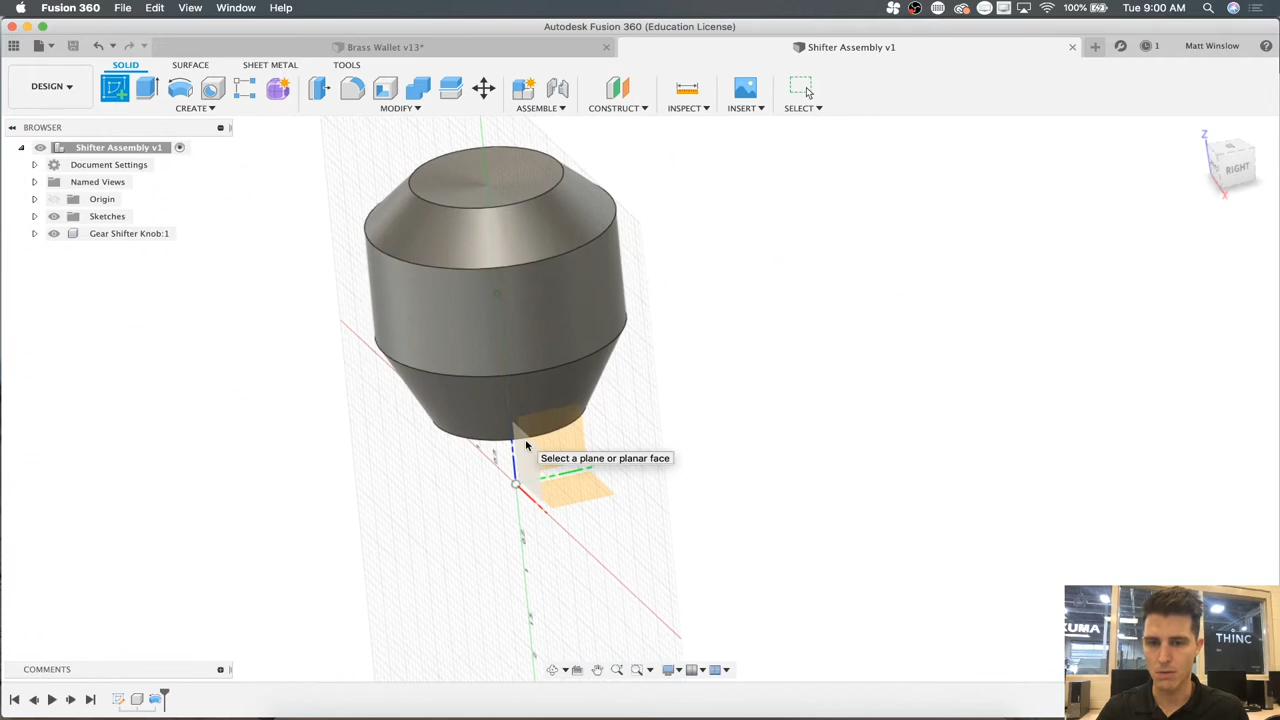 Fusion 360 File Edit View Window Help 100% Tue 9:00 AM
Autodesk Fusion 360 (Education License)
Brass Wallet v13* Shifter Assembly v1 1 Matt Winslow
SOLID SURFACE SHEET METAL TOOLS
DESIGN
CREATE MODIFY ASSEMBLE CONSTRUCT INSPECT INSERT SELECT
BROWSER
Shifter Assembly v1
Document Settings
Named Views
Origin
Sketches
Gear Shifter Knob:1
Z
RIGHT
X
Select a plane or planar face
KUMA
THINC
COMMENTS